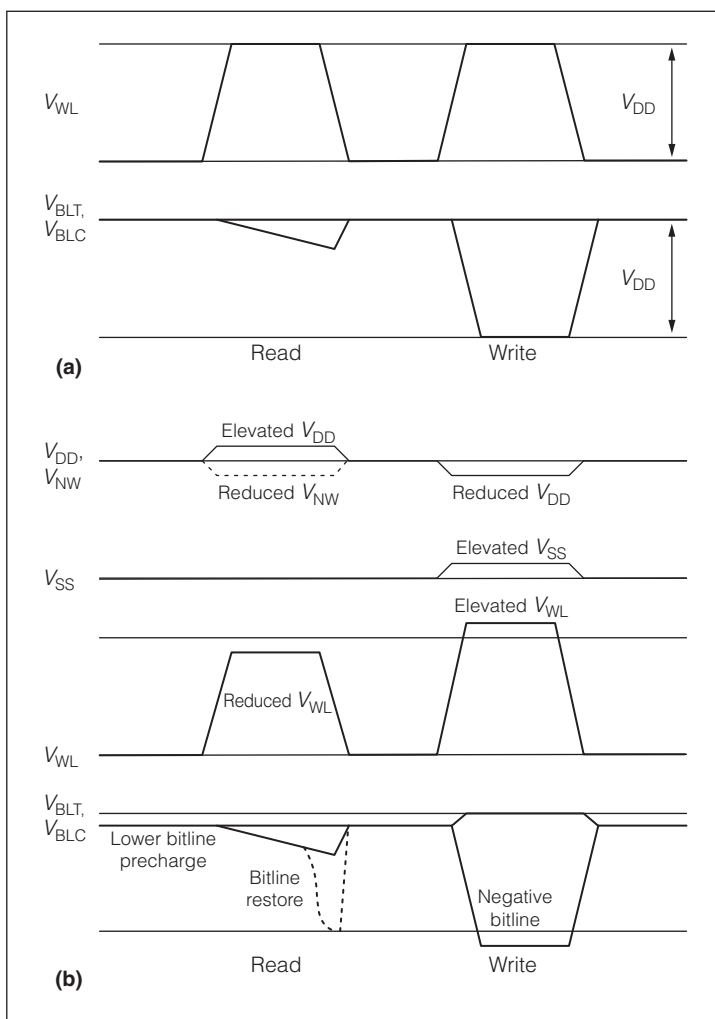 V_WL
V_DD
V_BLT,
V_BLC
V_DD
Read Write
(a)
Elevated V_DD
V_DD,
V_NW
Reduced V_NW Reduced V_DD
Elevated V_SS
V_SS
Elevated V_WL
Reduced V_WL
V_WL
V_BLT,
V_BLC
Lower bitline
precharge
Bitline
restore
Negative
bitline
Read Write
(b)